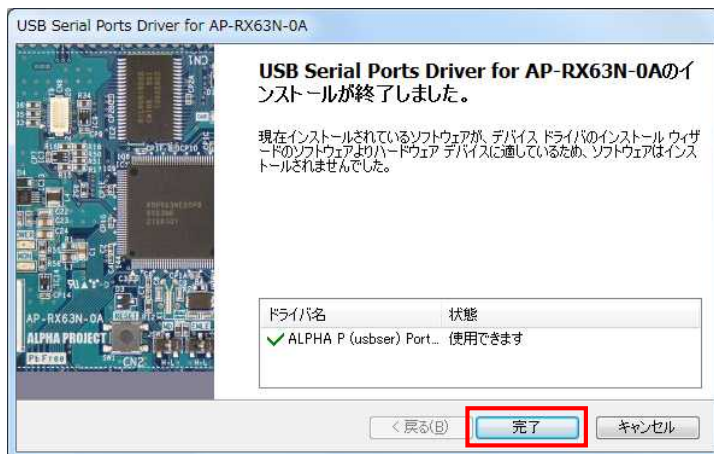 USB Serial Ports Driver for AP-RX63N-0A
USB Serial Ports Driver for AP-RX63N-0Aのイ
ンストールが終了しました。
現在インストールされているソフトウェアが、デバイス ドライバのインストール ウィザ
ードのソフトウェアよりハードウェア デバイスに適しているため、ソフトウェアはインス
トールされませんでした。
ドライバ名 状態
ALPHA P (usbser) Port... 使用できます
CN1
AP-RX63N-0A
ALPHA PROJECT
Pb Free
CN2
RESET
< 戻る(B)
完了
キャンセル